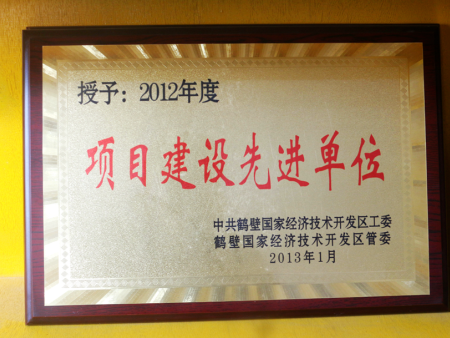 授予：2012年度
项目建设先进单位
中共鹤壁国家经济技术开发区工委
鹤壁国家经济技术开发区管委
2013年1月